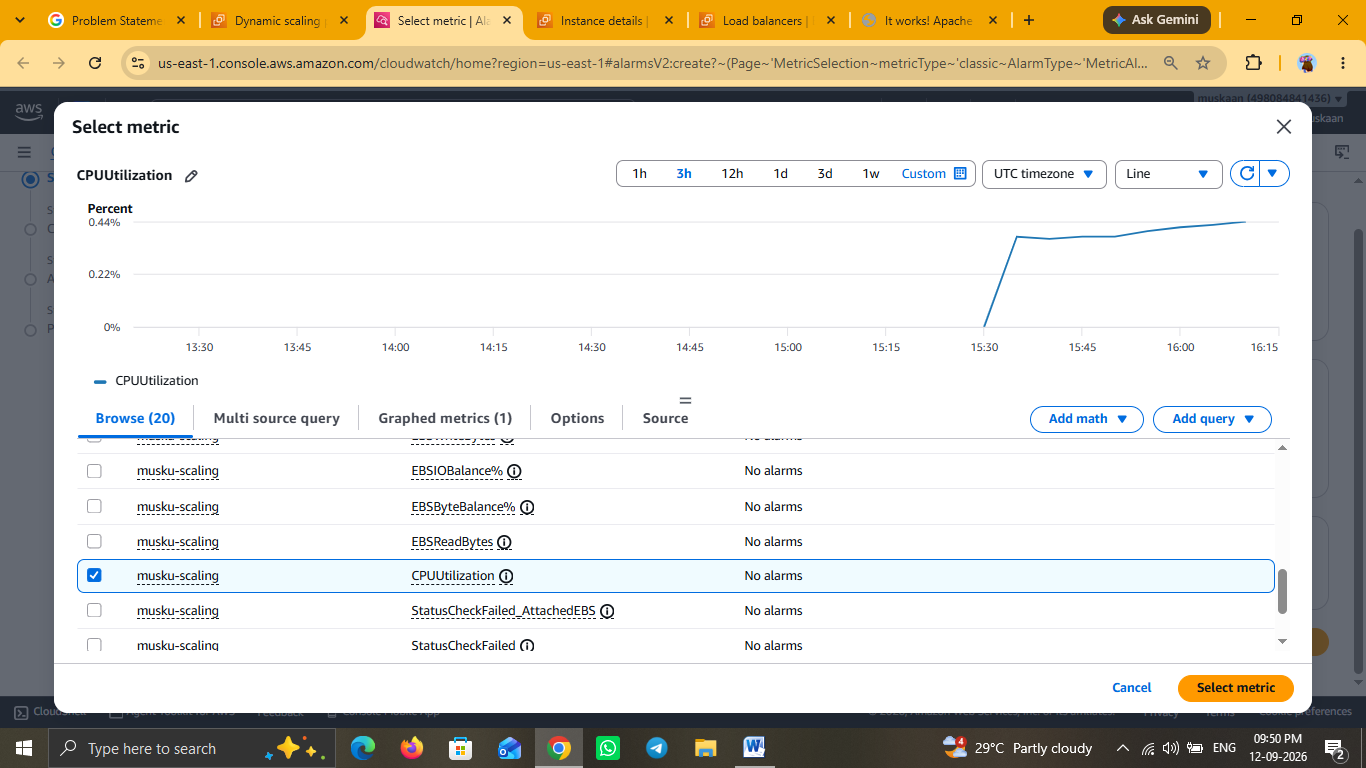 Problem Stateme
Dynamic scaling
Select metric | Ala
Instance details |
Load balancers |
It works! Apache
Ask Gemini
us-east-1.console.aws.amazon.com/cloudwatch/home?region=us-east-1#alarmsV2:create?~(Page~'MetricSelection~metricType~'classic~AlarmType~'MetricAl...
aws
muskaan (498084841436)
Select metric
CPUUtilization
1h 3h 12h 1d 3d 1w Custom UTC timezone Line
Percent
0.44%
0.22%
0%
13:30 13:45 14:00 14:15 14:30 14:45 15:00 15:15 15:30 15:45 16:00 16:15
CPUUtilization
Browse (20) Multi source query Graphed metrics (1) Options Source Add math Add query
musku-scaling EBSIOBalance% No alarms
musku-scaling EBSByteBalance% No alarms
musku-scaling EBSReadBytes No alarms
musku-scaling CPUUtilization No alarms
musku-scaling StatusCheckFailed_AttachedEBS No alarms
musku-scaling StatusCheckFailed No alarms
Cancel Select metric
Type here to search
4
29°C Partly cloudy
ENG
09:50 PM
12-09-2026
2